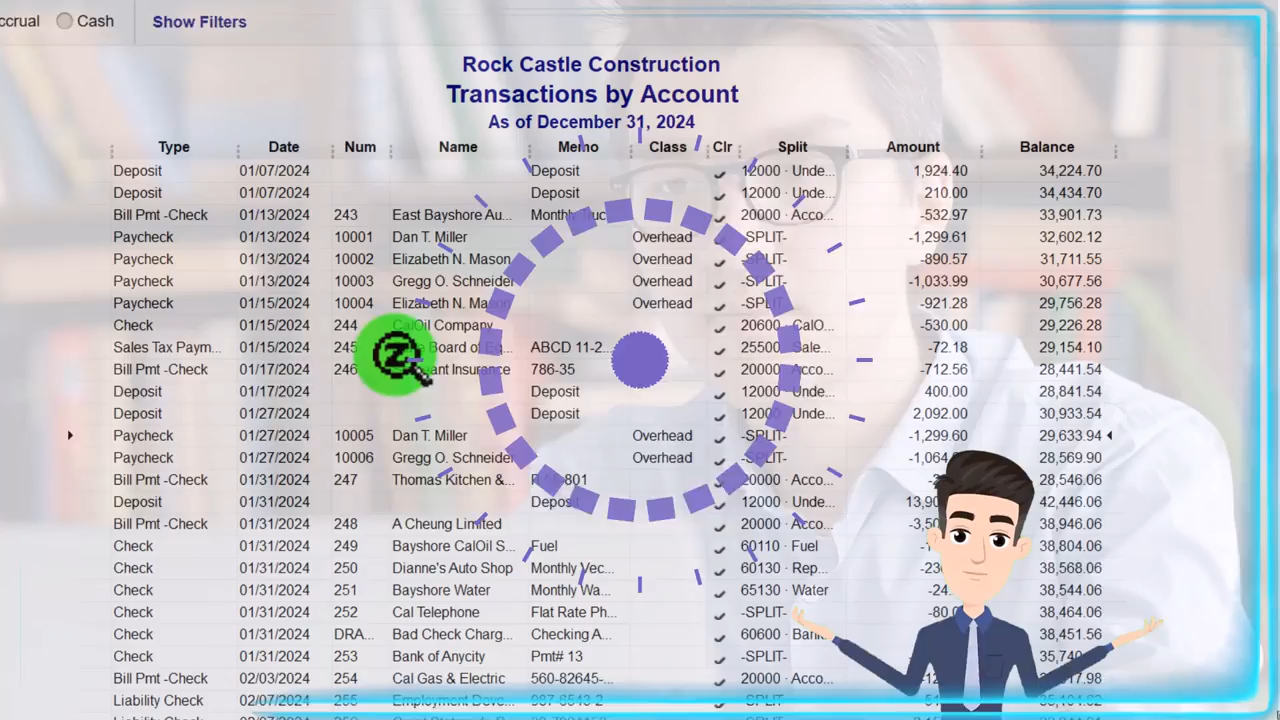 ccrual Cash Show Filters
Rock Castle Construction
Transactions by Account
As of December 31, 2024
Type Date Num Name Memo Class Clr Split Amount Balance
Deposit 01/07/2024 Deposit 12000 · Unde... 1,924.40 34,224.70
Deposit 01/07/2024 Deposit 12000 · Unde... 210.00 34,434.70
Bill Pmt -Check 01/13/2024 243 East Bayshore Au... Monthly 20000 · Acco... -532.97 33,901.73
Paycheck 01/13/2024 10001 Dan T. Miller Overhead -SPLIT- -1,299.61 32,602.12
Paycheck 01/13/2024 10002 Elizabeth N. Mason Overhead -SPLIT- -890.57 31,711.55
Paycheck 01/13/2024 10003 Gregg O. Schneider Overhead -SPLIT- -1,033.99 30,677.56
Paycheck 01/15/2024 10004 Elizabeth N. Mason Overhead -SPLIT- -921.28 29,756.28
Check 01/15/2024 244 CalOil Company 20600 · CalO... -530.00 29,226.28
Sales Tax Paym... 01/15/2024 245 Board of Eq... ABCD 11-2... 25500 · Sale... -72.18 29,154.10
Bill Pmt -Check 01/17/2024 246 Insurance 786-35 20000 · Acco... -712.56 28,441.54
Deposit 01/17/2024 Deposit 12000 · Unde... 400.00 28,841.54
Deposit 01/27/2024 Deposit 12000 · Unde... 2,092.00 30,933.54
Paycheck 01/27/2024 10005 Dan T. Miller Overhead -SPLIT- -1,299.60 29,633.94
Paycheck 01/27/2024 10006 Gregg O. Schneider Overhead -SPLIT- 28,569.90
Bill Pmt -Check 01/31/2024 247 Thomas Kitchen &... 20000 · Acco... 28,546.06
Deposit 01/31/2024 Deposit 12000 · Unde... 42,446.06
Bill Pmt -Check 01/31/2024 248 A Cheung Limited 20000 · Acco... 38,946.06
Check 01/31/2024 249 Bayshore CalOil S... Fuel 60110 · Fuel 38,804.06
Check 01/31/2024 250 Dianne's Auto Shop Monthly Vec... 60130 · Rep... 38,568.06
Check 01/31/2024 251 Bayshore Water Monthly Wa... 65130 · Water 38,544.06
Check 01/31/2024 252 Cal Telephone Flat Rate Ph... -SPLIT- 38,464.06
Check 01/31/2024 DRA... Bad Check Charg... Checking A... 60600 · Bank 38,451.56
Check 01/31/2024 253 Bank of Anycity Pmt# 13 -SPLIT-
Bill Pmt -Check 02/03/2024 254 Cal Gas & Electric 560-82645-... 20000 · Acco...
Liability Check 02/07/2024 255